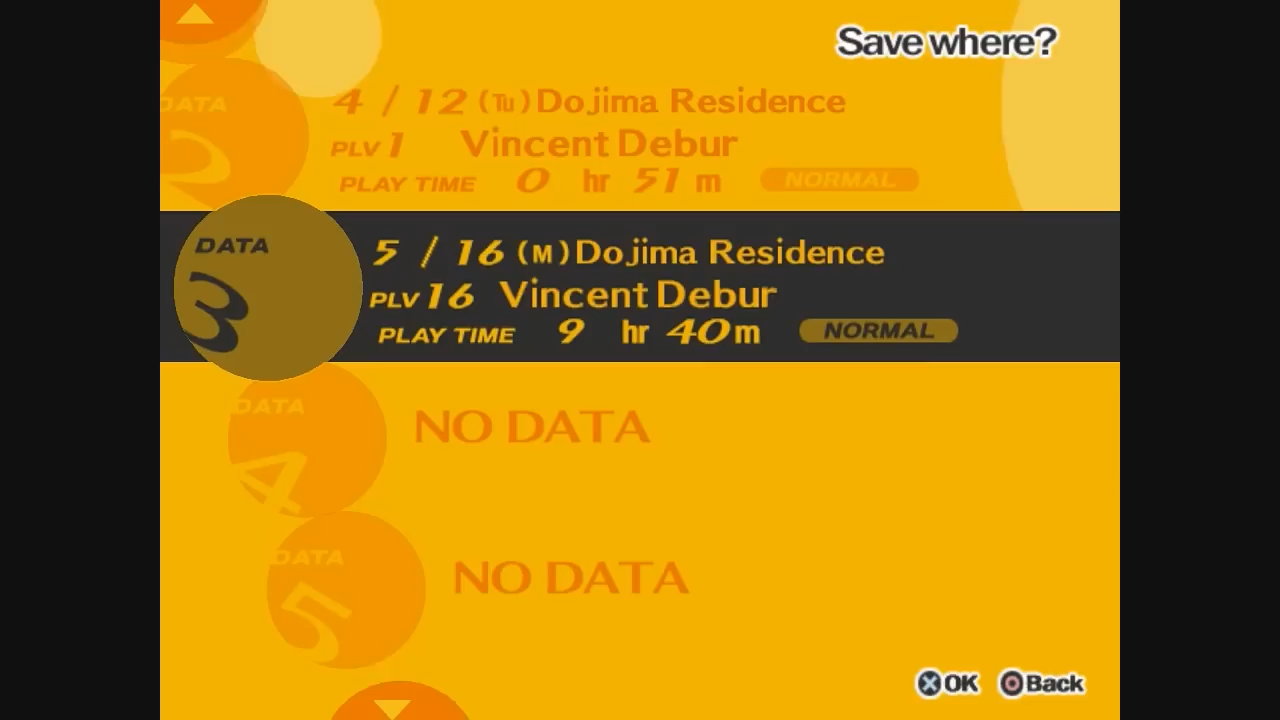 Save where?
DATA
2
4 / 12 (Tu) Dojima Residence
PLV 1 Vincent Debur
PLAY TIME 0 hr 51 m NORMAL
DATA
3
5 / 16 (M) Dojima Residence
PLV 16 Vincent Debur
PLAY TIME 9 hr 40 m NORMAL
DATA
4
NO DATA
DATA
5
NO DATA
OK Back